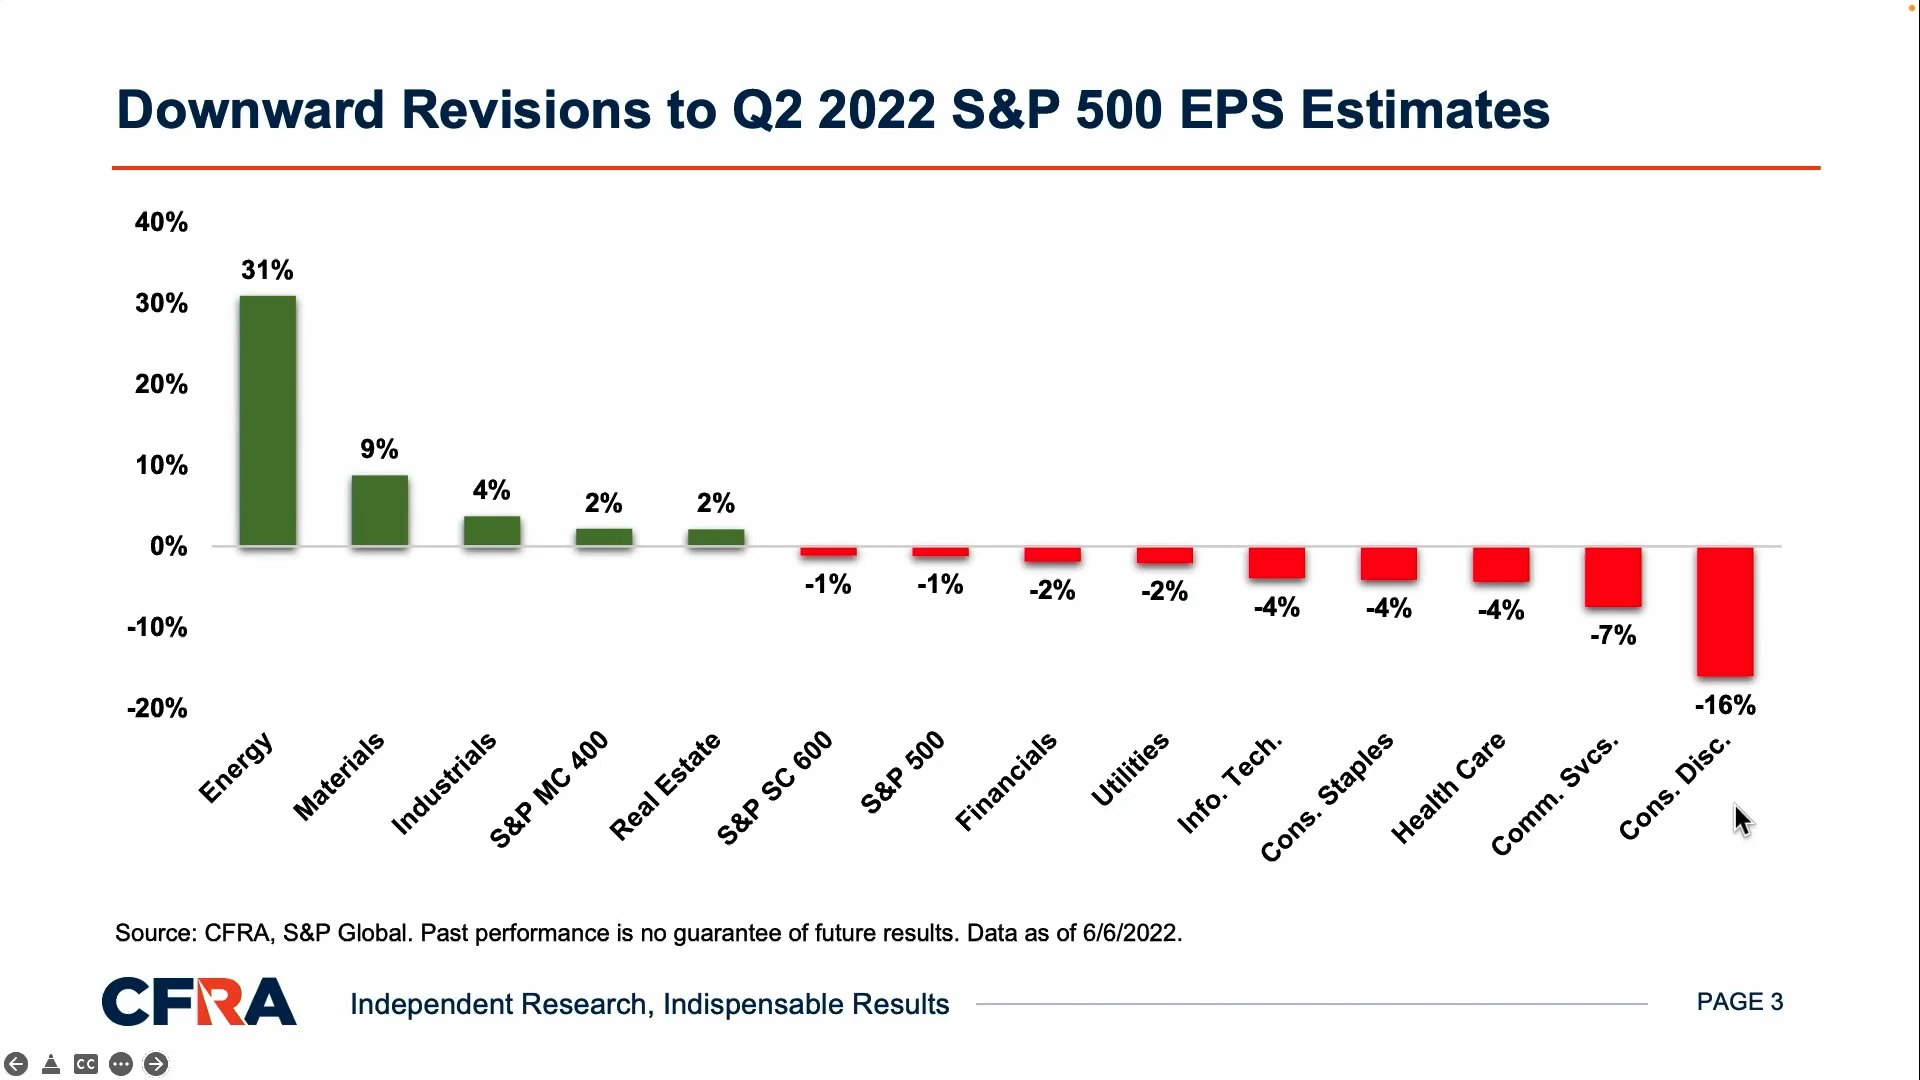 Downward Revisions to Q2 2022 S&P 500 EPS Estimates
40%
30%
20%
10%
0%
-10%
-20%
31%
9%
4%
2%
2%
-1%
-1%
-2%
-2%
-4%
-4%
-4%
-7%
-16%
Energy
Materials
Industrials
S&P MC 400
Real Estate
S&P SC 600
S&P 500
Financials
Utilities
Info. Tech.
Cons. Staples
Health Care
Comm. Svcs.
Cons. Disc.
Source: CFRA, S&P Global. Past performance is no guarantee of future results. Data as of 6/6/2022.
CFRA
Independent Research, Indispensable Results
PAGE 3
CC